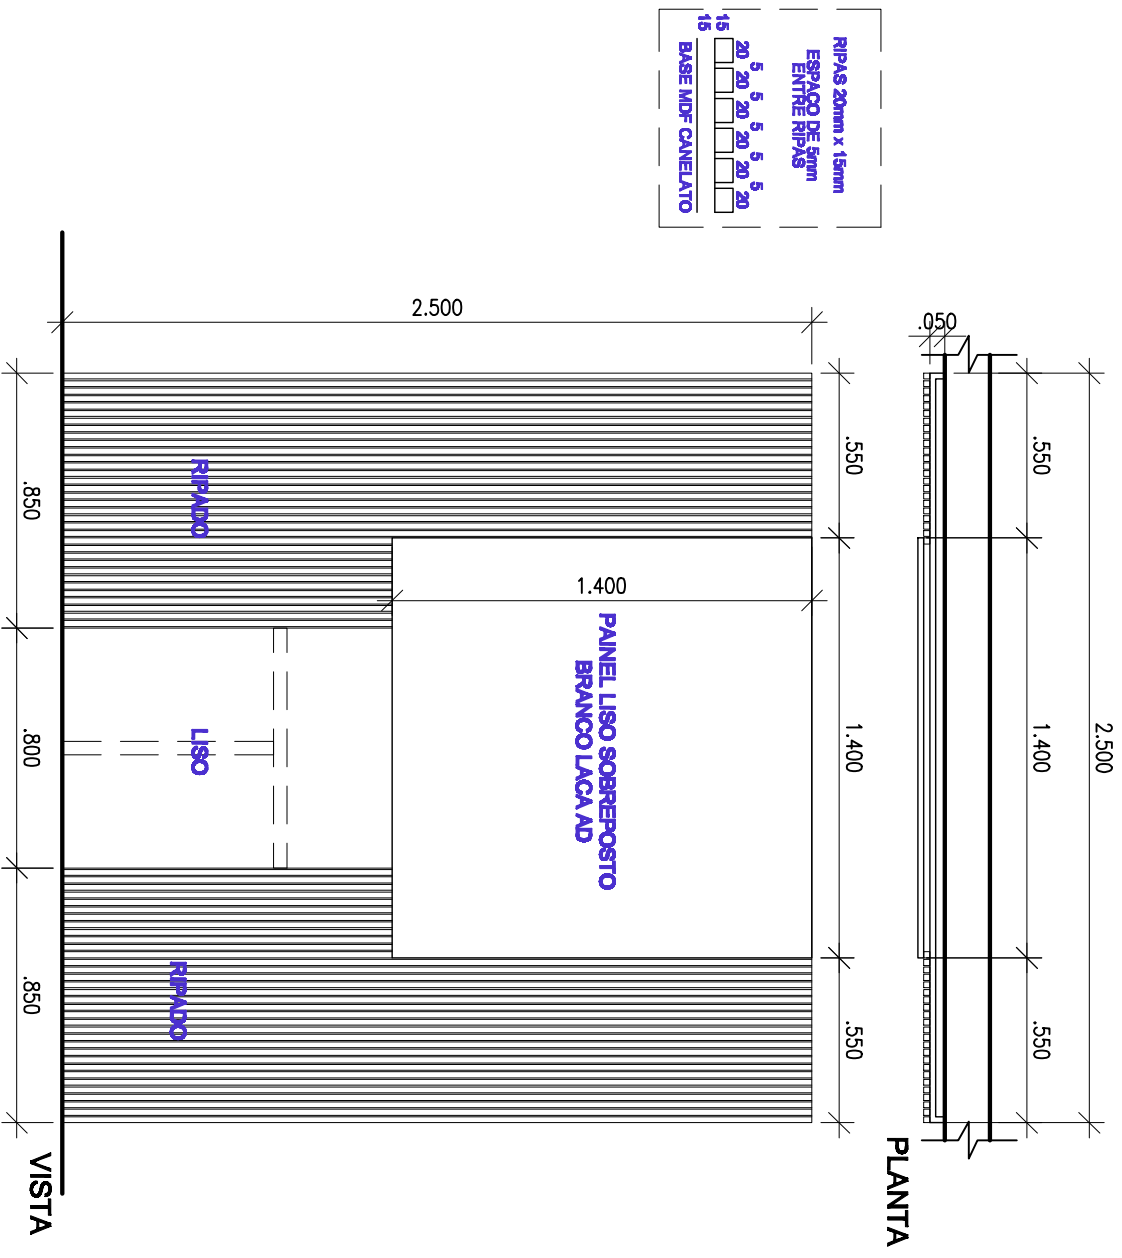 PLANTA
2.500
.550
1.400
.550
.050
RIPAS 20mm x 15mm
ESPAÇO DE 5mm
ENTRE RIPAS
5 5 5 5 5
20 20 20 20 20 20
15
15
BASE MDF CANELATO
.550
1.400
.550
2.500
1.400
PAINEL LISO SOBREPOSTO
BRANCO LACA AD
RIPADO
LISO
RIPADO
.850
.800
.850
VISTA